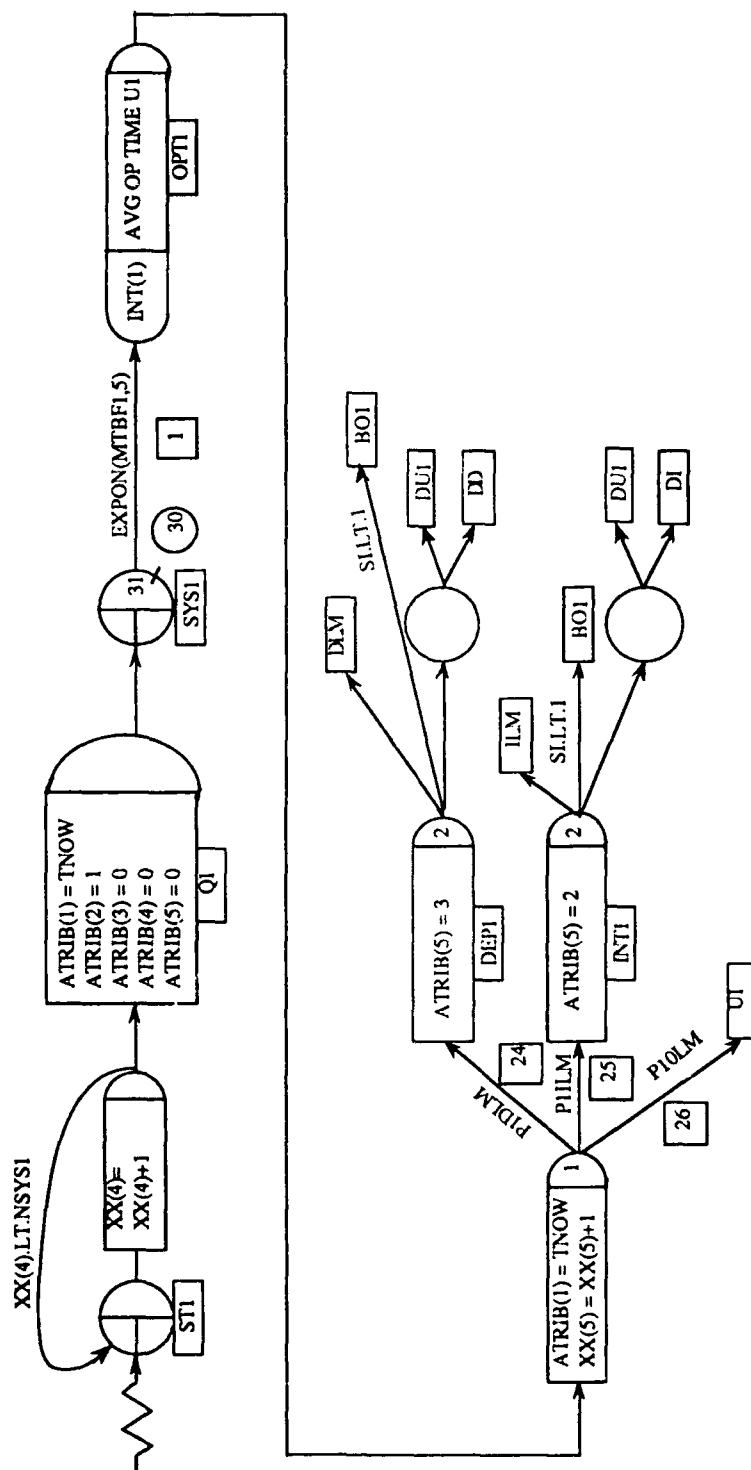 XX(4).LT.NSYS1
ST1
XX(4)=
XX(4)+1
ATRIB(1) = TNOW
ATRIB(2) = 1
ATRIB(3) = 0
ATRIB(4) = 0
ATRIB(5) = 0
Q1
31
30
SYS1
EXPON(MTBF1,5)
1
INT(1)
AVG OP TIME U1
OPT1
ATRIB(1) = TNOW
XX(5) = XX(5)+1
1
P1DLM
24
P1ILM
25
P10LM
26
U1
ATRIB(5) = 3
2
DEP1
DLM
SI.LT.1
BO1
DU1
DD
ATRIB(5) = 2
2
INT1
ILM
SI.LT.1
BO1
DU1
DI